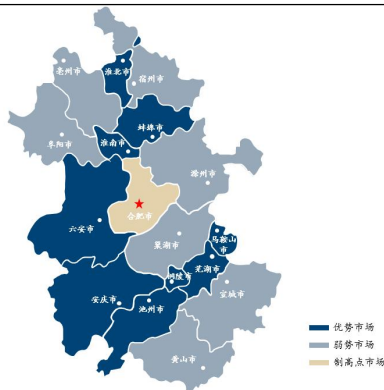 淮北市
亳州市
宿州市
蚌埠市
阜阳市
淮南市
滁州市
合肥市
六安市
巢湖市
马鞍山
市
芜湖市
铜陵市
宣城市
安庆市
池州市
黄山市
优势市场
弱势市场
制高点市场